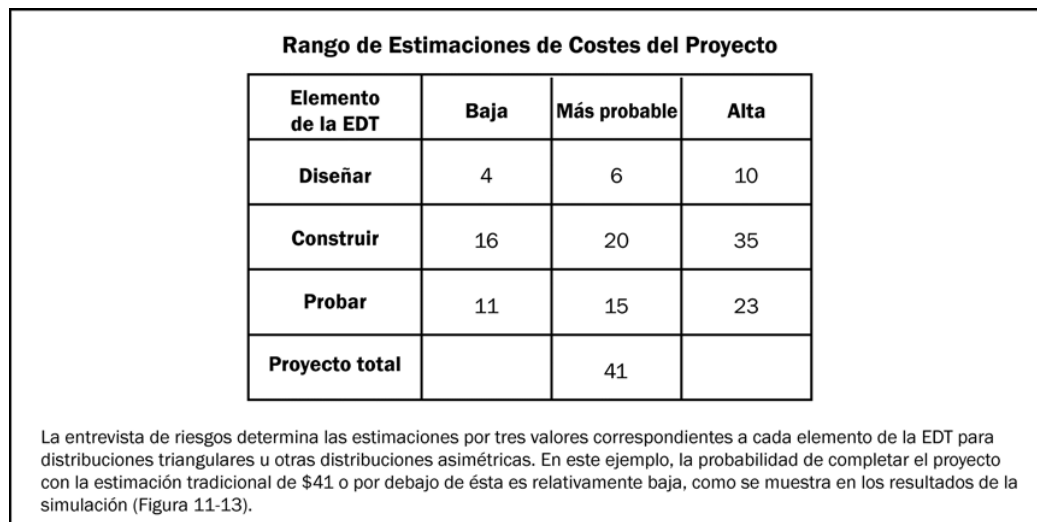 Rango de Estimaciones de Costes del Proyecto
Elemento de la EDT Baja Más probable Alta
Diseñar 4 6 10
Construir 16 20 35
Probar 11 15 23
Proyecto total 41
La entrevista de riesgos determina las estimaciones por tres valores correspondientes a cada elemento de la EDT para
distribuciones triangulares u otras distribuciones asimétricas. En este ejemplo, la probabilidad de completar el proyecto
con la estimación tradicional de $41 o por debajo de ésta es relativamente baja, como se muestra en los resultados de la
simulación (Figura 11-13).